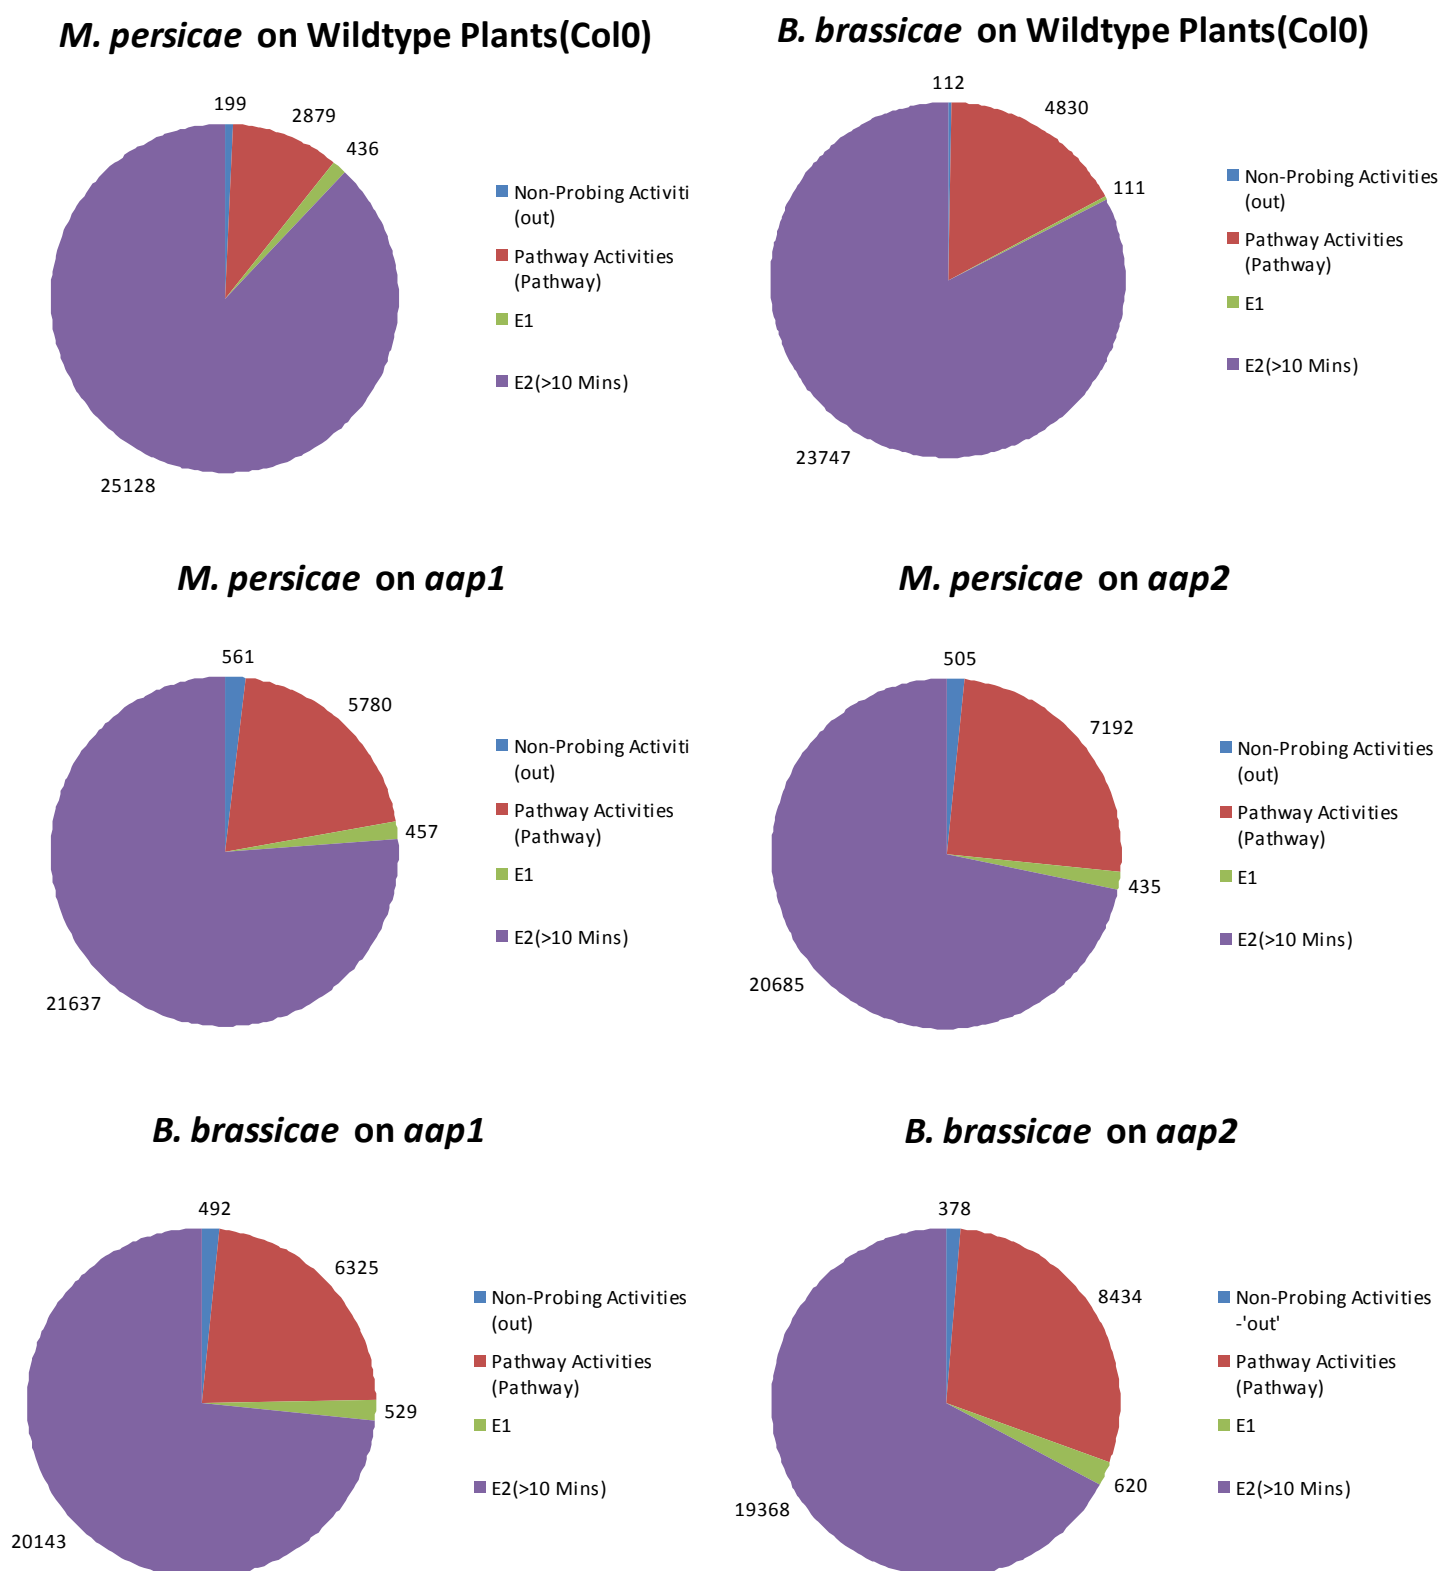 M. persicae on Wildtype Plants(Col0)
199
2879
436
25128
Non-Probing Activiti
(out)
Pathway Activities
(Pathway)
E1
E2(>10 Mins)
B. brassicae on Wildtype Plants(Col0)
112
4830
111
23747
Non-Probing Activities
(out)
Pathway Activities
(Pathway)
E1
E2(>10 Mins)
M. persicae on aap1
561
5780
457
21637
Non-Probing Activiti
(out)
Pathway Activities
(Pathway)
E1
E2(>10 Mins)
M. persicae on aap2
505
7192
435
20685
Non-Probing Activities
(out)
Pathway Activities
(Pathway)
E1
E2(>10 Mins)
B. brassicae on aap1
492
6325
529
20143
Non-Probing Activities
(out)
Pathway Activities
(Pathway)
E1
E2(>10 Mins)
B. brassicae on aap2
378
8434
620
19368
Non-Probing Activities
-'out'
Pathway Activities
(Pathway)
E1
E2(>10 Mins)